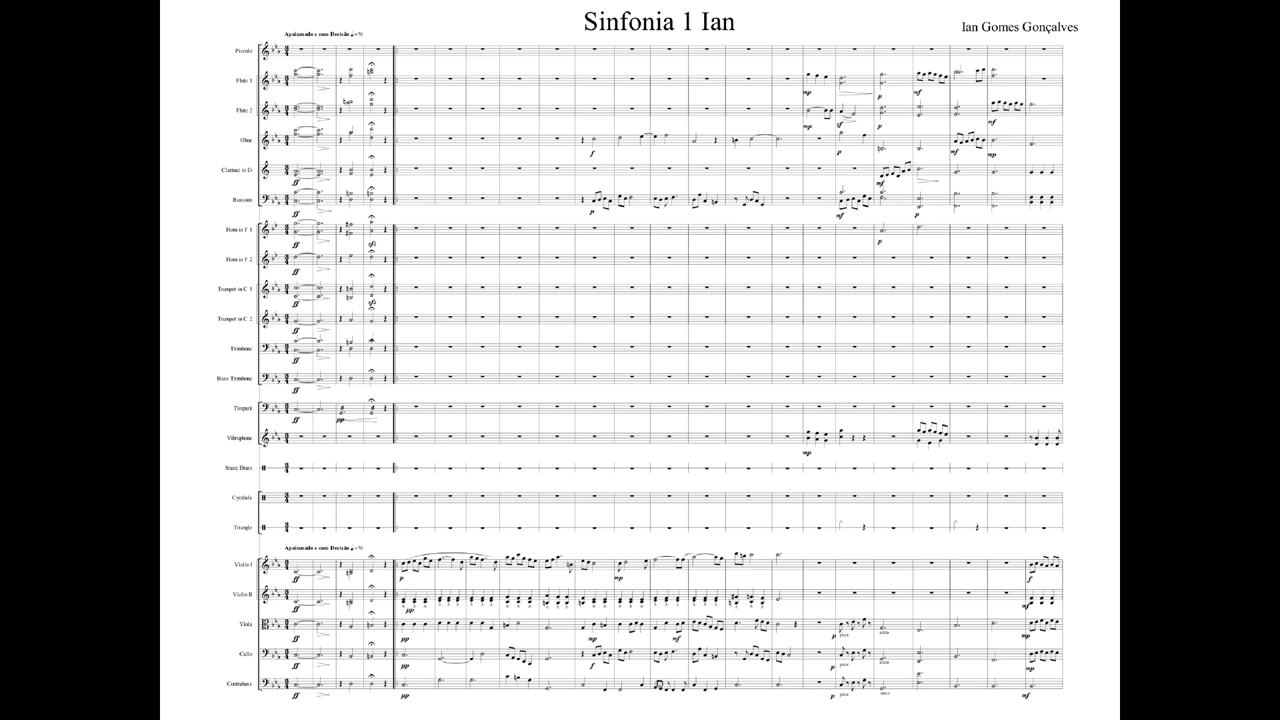 Sinfonia 1 Ian
Ian Gomes Gonçalves
Apaixonado e com Decisão ♩=70
Piccolo
Flute 1
Flute 2
Oboe
Clarinet in E♭
Bassoon
Horn in F 1
Horn in F 2
Trumpet in C 1
Trumpet in C 2
Trombone
Bass Trombone
Timpani
Vibraphone
Snare Drum
Cymbals
Triangle
Apaixonado e com Decisão ♩=70
Violin I
Violin II
Viola
Cello
Contrabass